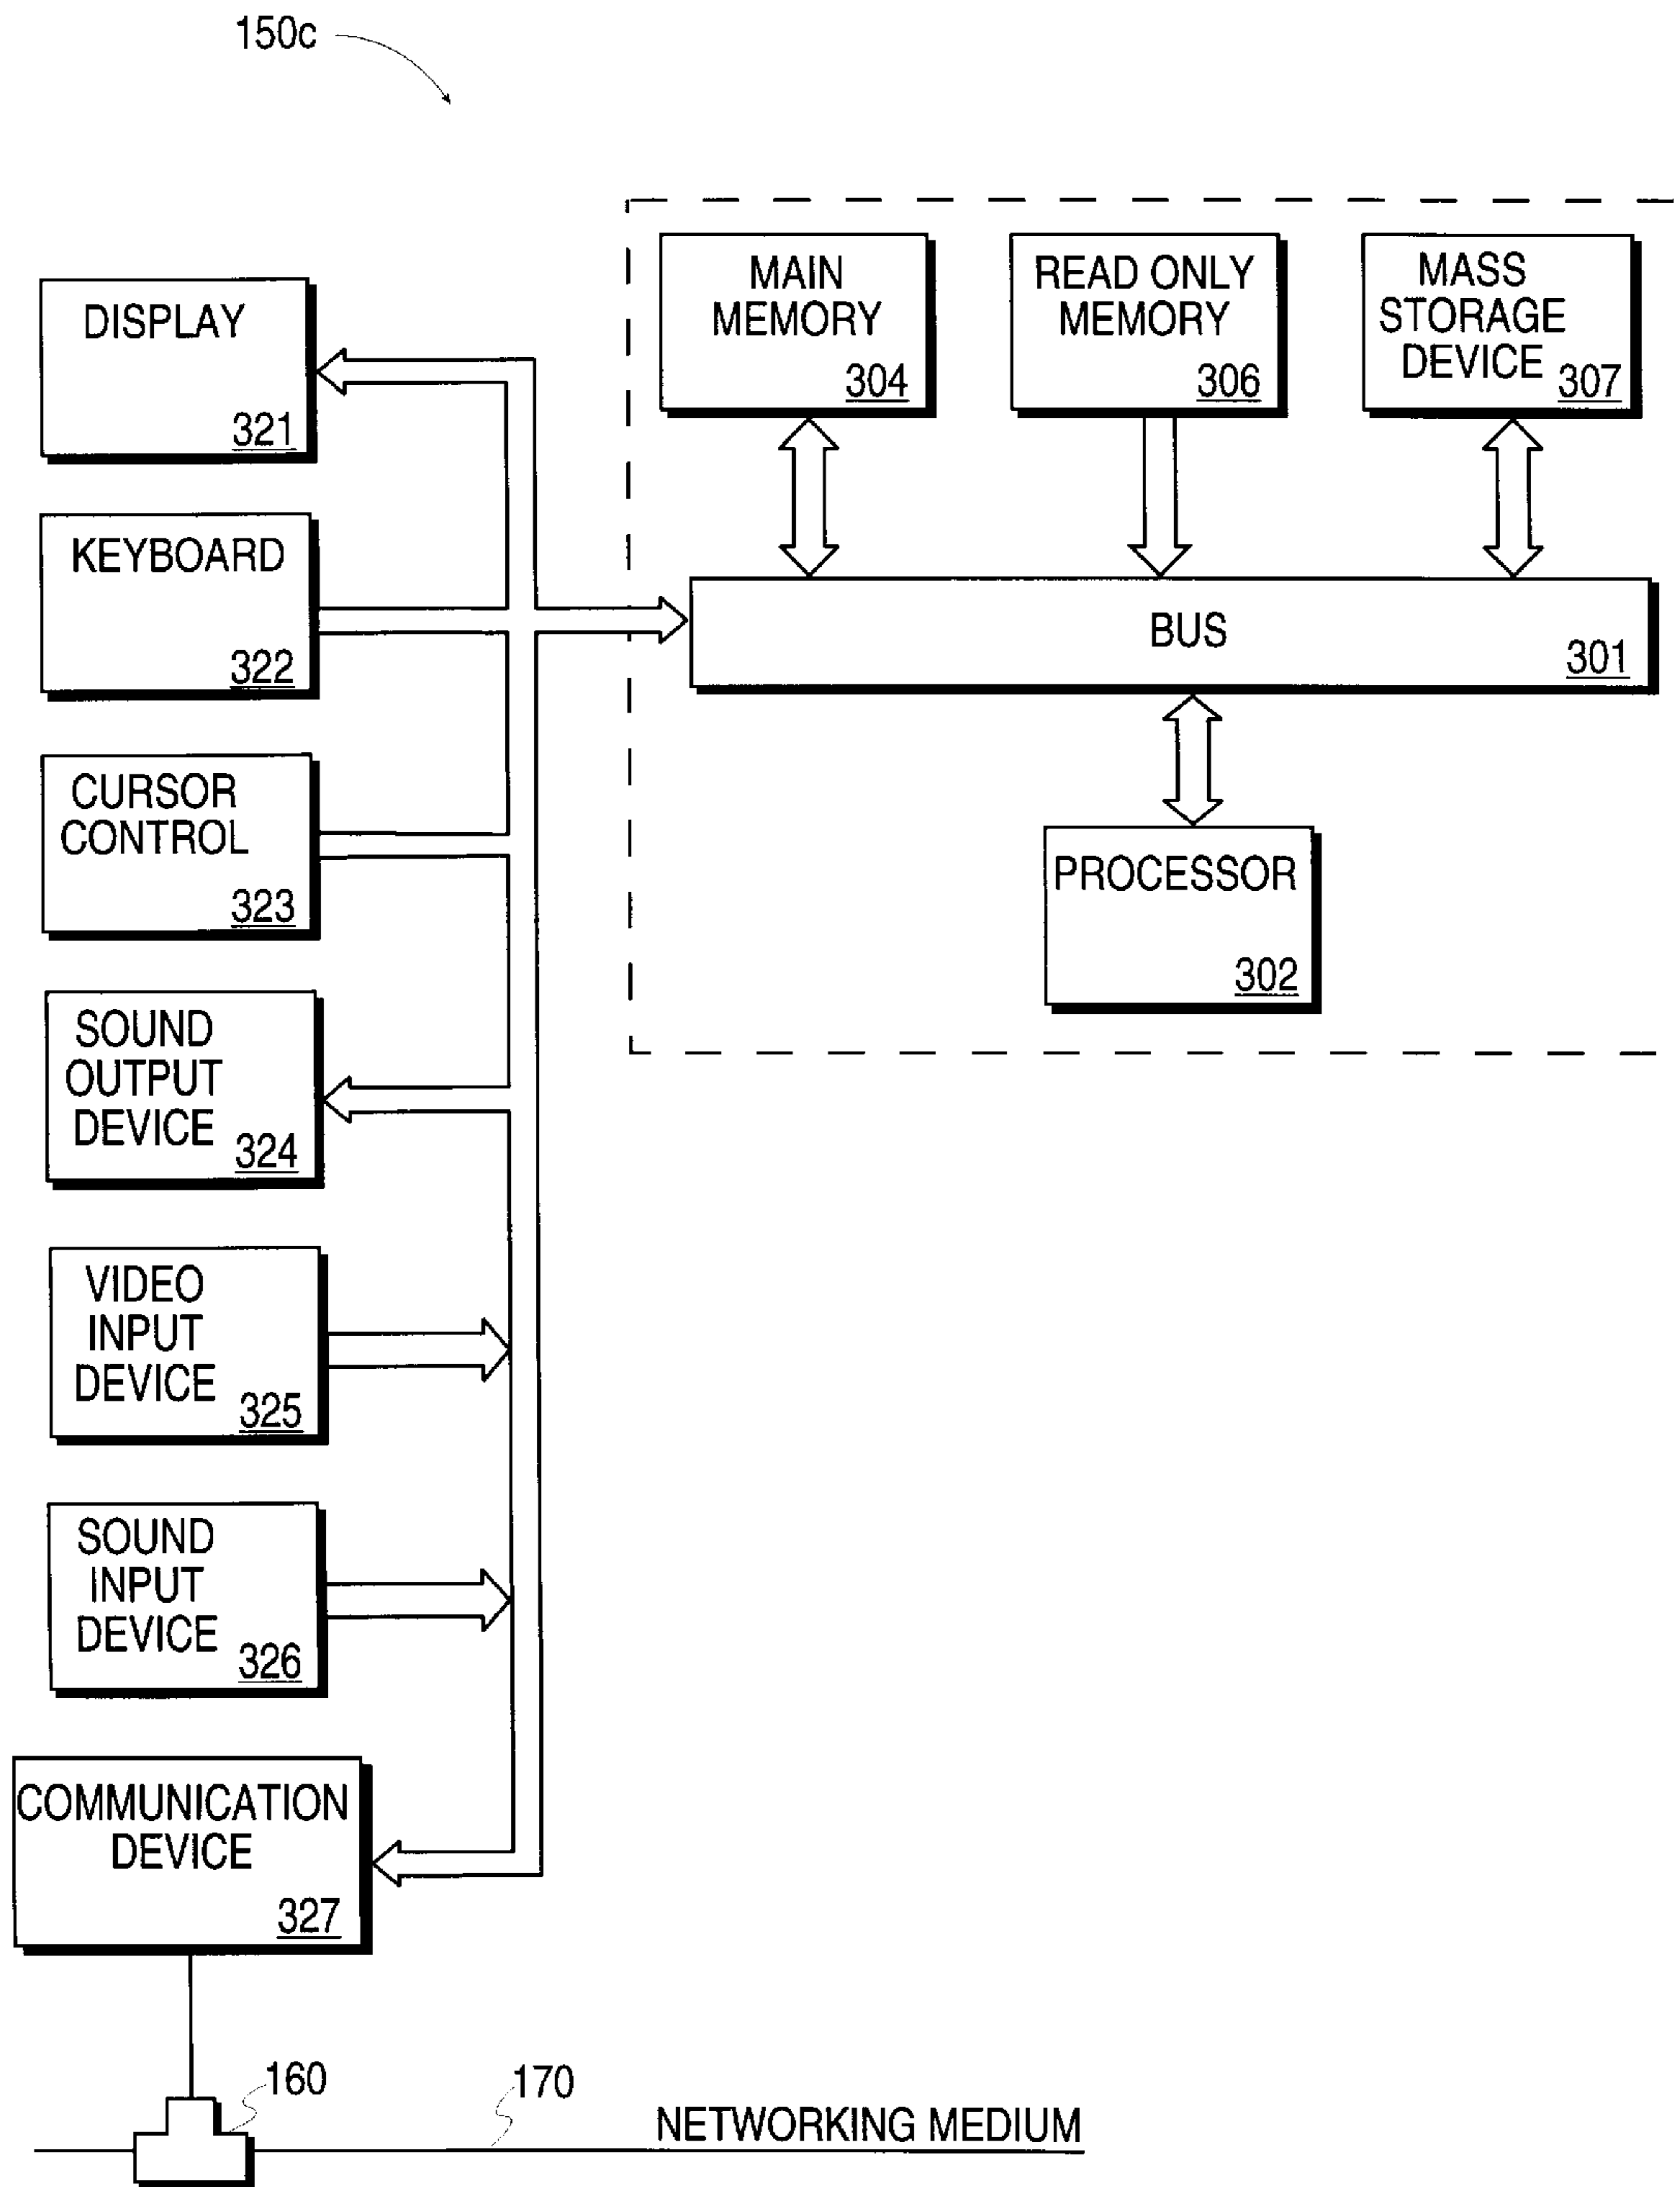 150c
MAIN
MEMORY
304
READ ONLY
MEMORY
306
MASS
STORAGE
DEVICE
307
BUS
301
PROCESSOR
302
DISPLAY
321
KEYBOARD
322
CURSOR
CONTROL
323
SOUND
OUTPUT
DEVICE
324
VIDEO
INPUT
DEVICE
325
SOUND
INPUT
DEVICE
326
COMMUNICATION
DEVICE
327
160
170
NETWORKING MEDIUM